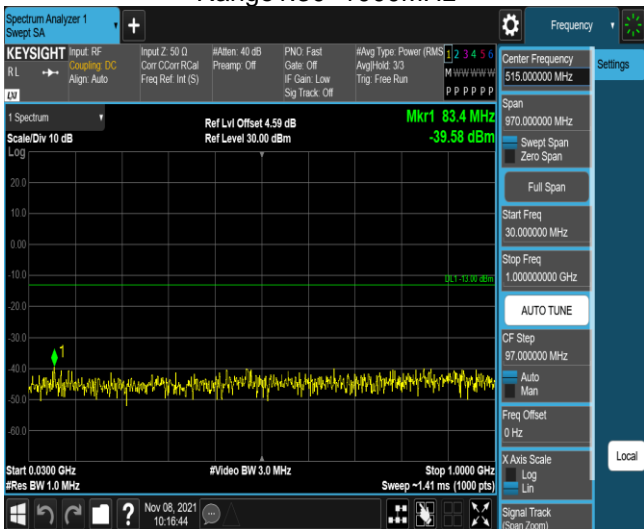 Spectrum Analyzer 1
Swept SA
Frequency
KEYSIGHT
Input: RF
Coupling: DC
Align: Auto
Input Z: 50 Ω
Corr CCorr RCal
Freq Ref: Int (S)
#Atten: 40 dB
Preamp: Off
PNO: Fast
Gate: Off
IF Gain: Low
Sig Track: Off
#Avg Type: Power (RMS
Avg|Hold: 3/3
Trig: Free Run
1 2 3 4 5 6
M W W W W W
P P P P P P
R L
LXI
1 Spectrum
Scale/Div 10 dB
Log
Ref Lvl Offset 4.59 dB
Ref Level 30.00 dBm
Mkr1 83.4 MHz
-39.58 dBm
20.0
10.0
0.00
-10.0
-20.0
-30.0
-40.0
-50.0
-60.0
DL1 -13.00 dBm
1
Start 0.0300 GHz
#Res BW 1.0 MHz
#Video BW 3.0 MHz
Stop 1.0000 GHz
Sweep ~1.41 ms (1000 pts)
Center Frequency
515.000000 MHz
Settings
Span
970.000000 MHz
Swept Span
Zero Span
Full Span
Start Freq
30.000000 MHz
Stop Freq
1.000000000 GHz
AUTO TUNE
CF Step
97.000000 MHz
Auto
Man
Freq Offset
0 Hz
X Axis Scale
Log
Lin
Local
Signal Track
(Span Zoom)
?
Nov 08, 2021
10:16:44